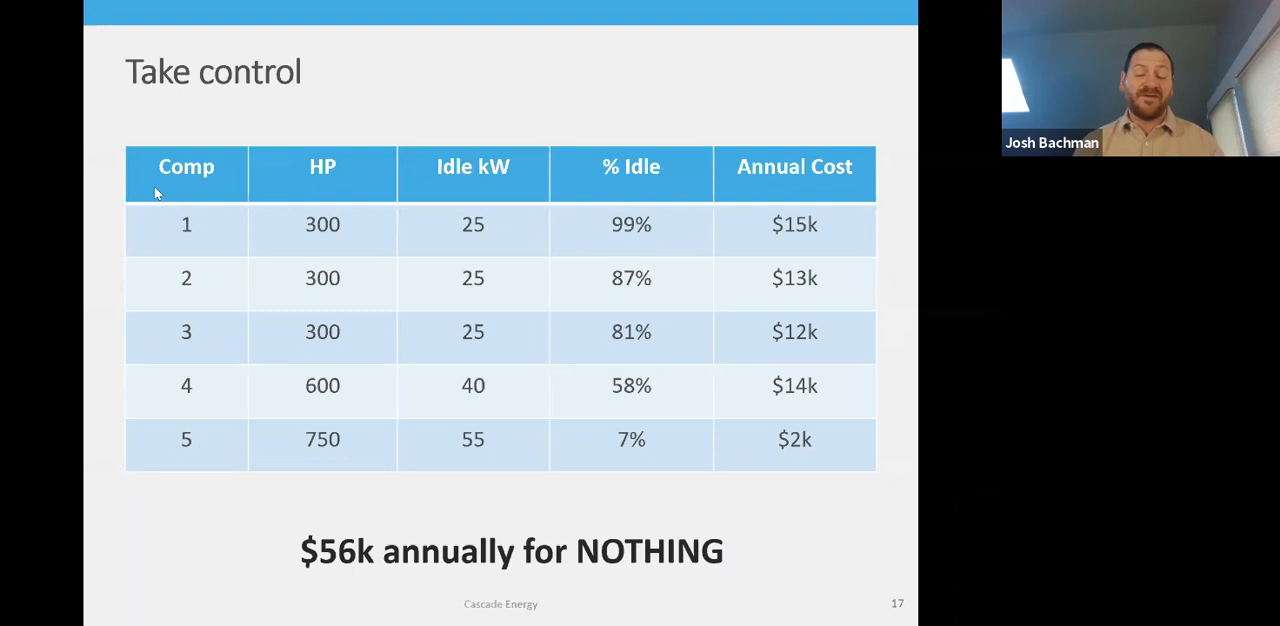 Take control
Comp HP Idle kW % Idle Annual Cost
1 300 25 99% $15k
2 300 25 87% $13k
3 300 25 81% $12k
4 600 40 58% $14k
5 750 55 7% $2k
$56k annually for NOTHING
Cascade Energy
17
Josh Bachman